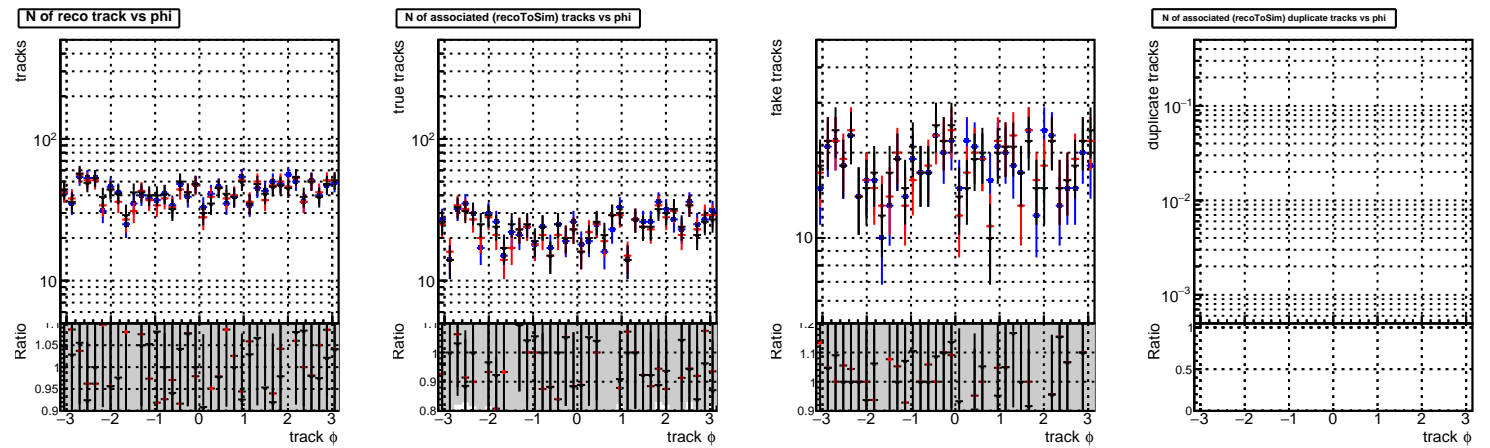 N of reco track vs phi
N of associated (recoToSim) tracks vs phi
N of associated (recoToSim) duplicate tracks vs phi
tracks
10²
10
Ratio
1.05
1
0.95
0.9
−3 −2 −1 0 1 2 3
track ϕ
true tracks
10²
10
Ratio
1
0.9
0.8
−3 −2 −1 0 1 2 3
track ϕ
fake tracks
10
Ratio
1.2
1.1
1
0.9
−3 −2 −1 0 1 2 3
track ϕ
duplicate tracks
10⁻¹
10⁻²
10⁻³
Ratio
1
0.5
0
−3 −2 −1 0 1 2 3
track ϕ